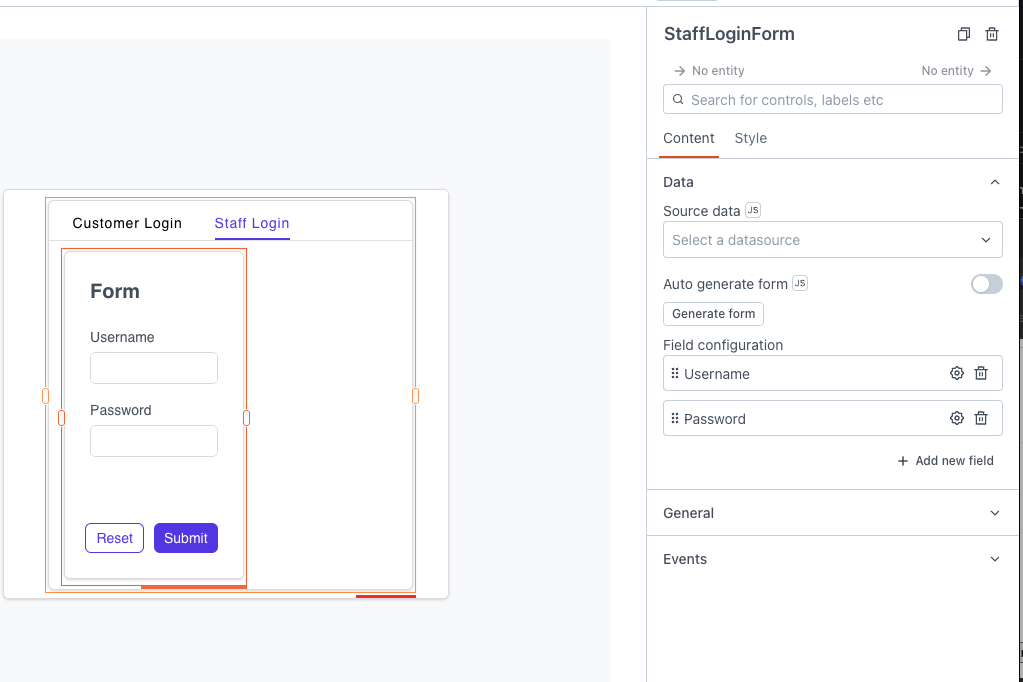 Customer Login Staff Login
Form
Username
Password
Reset Submit
StaffLoginForm
No entity No entity
Search for controls, labels etc
Content Style
Data
Source data JS
Select a datasource
Auto generate form JS
Generate form
Field configuration
Username
Password
Add new field
General
Events